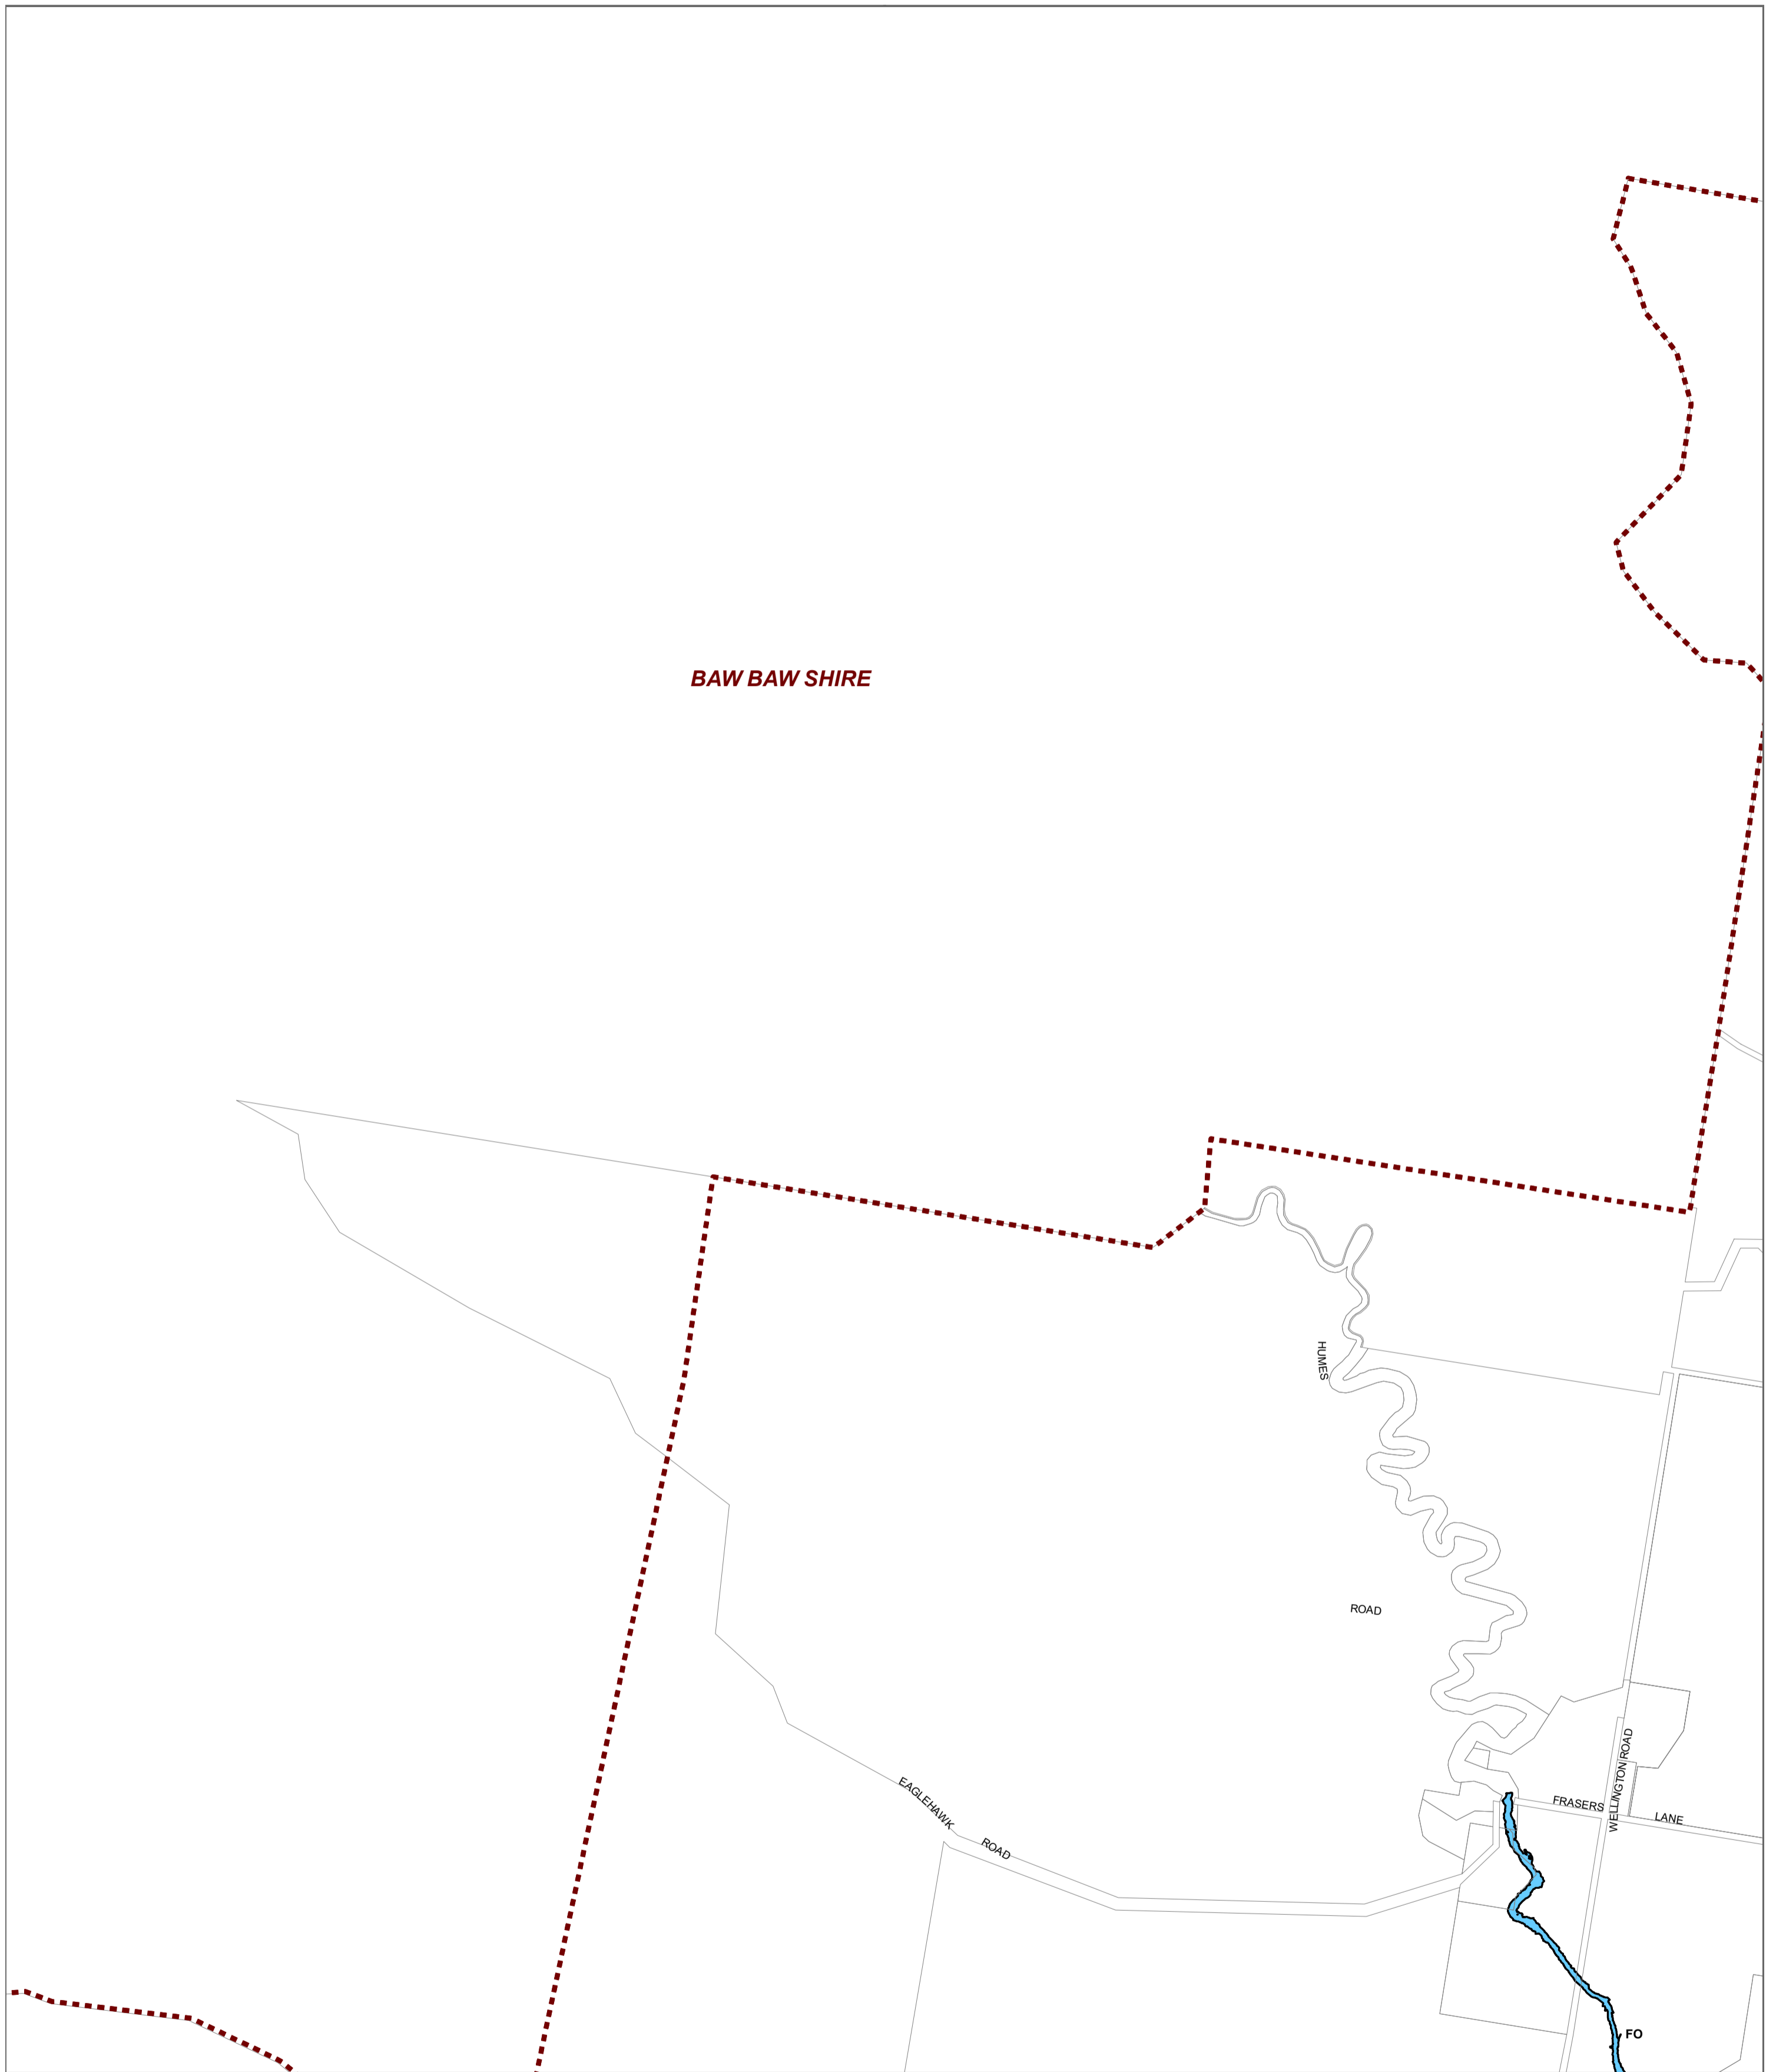 BAW BAW SHIRE
HUMES
ROAD
WELLINGTON ROAD
EAGLEHAWK
ROAD
FRASERS
LANE
FO